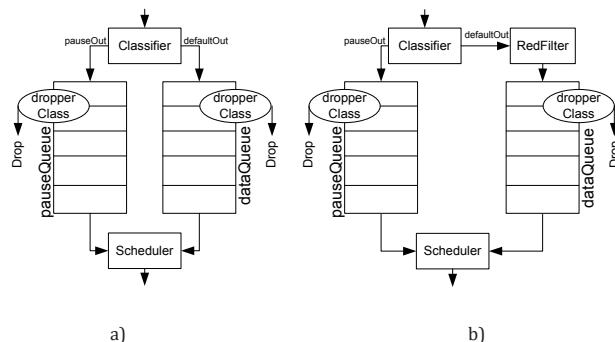 pauseOut
Classifier
defaultOut
dropper
Class
Drop
pauseQueue
dropper
Class
Drop
dataQueue
Scheduler
a)
pauseOut
Classifier
defaultOut
RedFilter
dropper
Class
Drop
pauseQueue
dropper
Class
Drop
dataQueue
Scheduler
b)